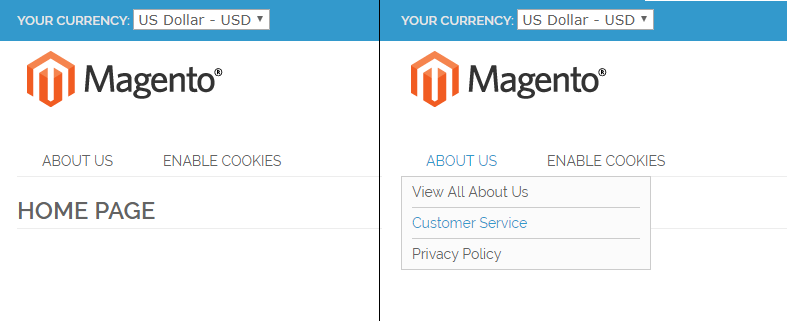 YOUR CURRENCY: US Dollar - USD
Magento®
ABOUT US ENABLE COOKIES
HOME PAGE
YOUR CURRENCY: US Dollar - USD
Magento®
ABOUT US ENABLE COOKIES
View All About Us
Customer Service
Privacy Policy